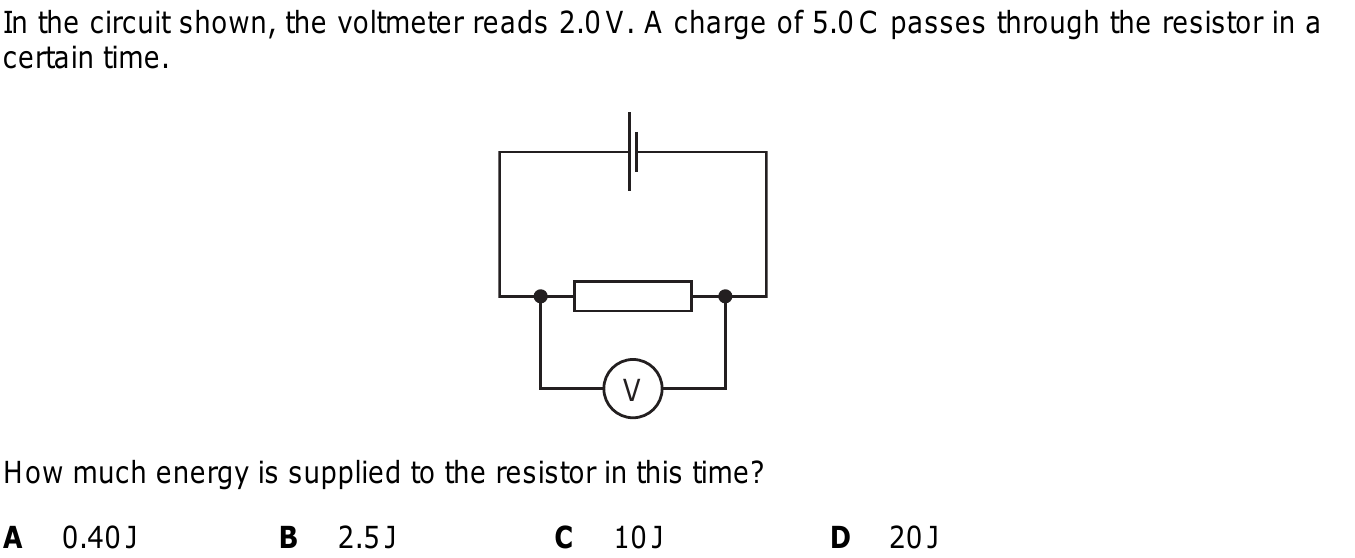 In the circuit shown, the voltmeter reads 2.0 V. A charge of 5.0 C passes through the resistor in a
certain time.
V
How much energy is supplied to the resistor in this time?
A 0.40 J B 2.5 J C 10 J D 20 J